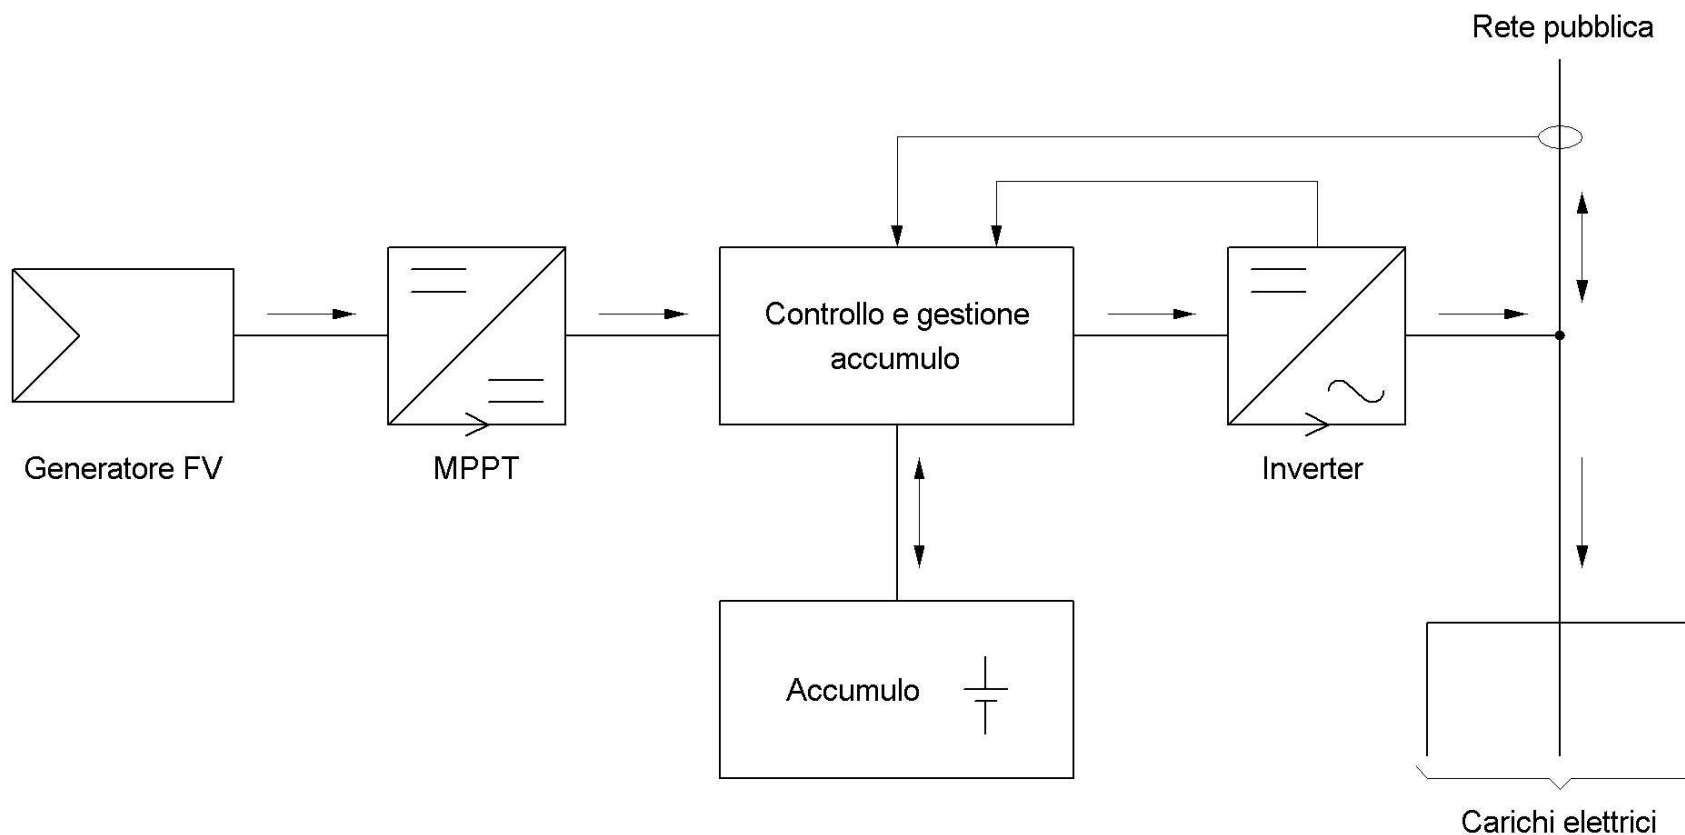 Rete pubblica
Controllo e gestione
accumulo
Generatore FV
MPPT
Inverter
Accumulo
Carichi elettrici